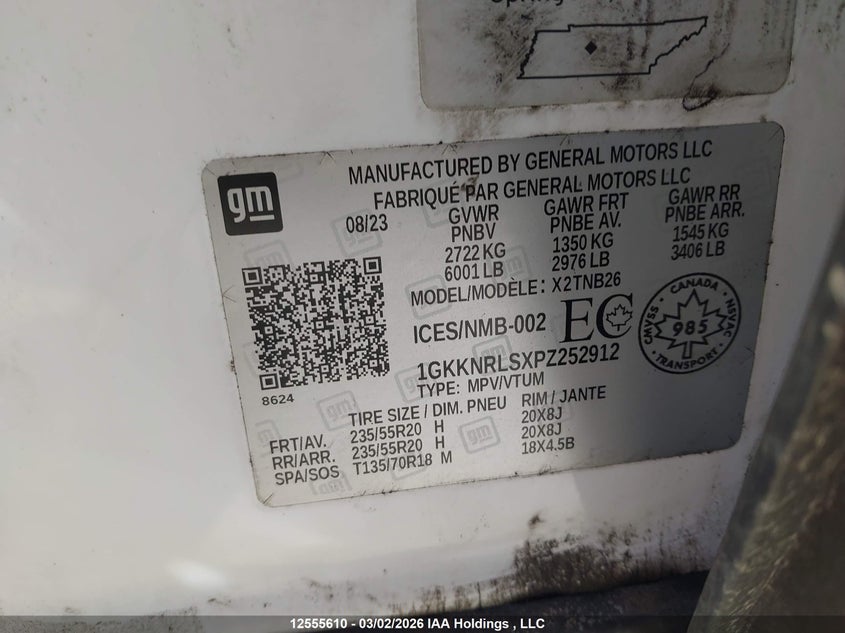 Spring
MANUFACTURED BY GENERAL MOTORS LLC
FABRIQUÉ PAR GENERAL MOTORS LLC
gm
08/23
GVWR
PNBV
2722 KG
6001 LB
GAWR FRT
PNBE AV.
1350 KG
2976 LB
GAWR RR
PNBE ARR.
1545 KG
3406 LB
MODEL/MODÈLE: X2TNB26
ICES/NMB-002
EC
CANADA
CMVSS
985
NSVAC
TRANSPORT
1GKKNRLSXPZ252912
TYPE: MPV/VTUM
8624
TIRE SIZE / DIM. PNEU RIM / JANTE
FRT/AV. 235/55R20 H 20X8J
RR/ARR. 235/55R20 H 20X8J
SPA/SOS T135/70R18 M 18X4.5B
12555610 - 03/02/2026 IAA Holdings , LLC